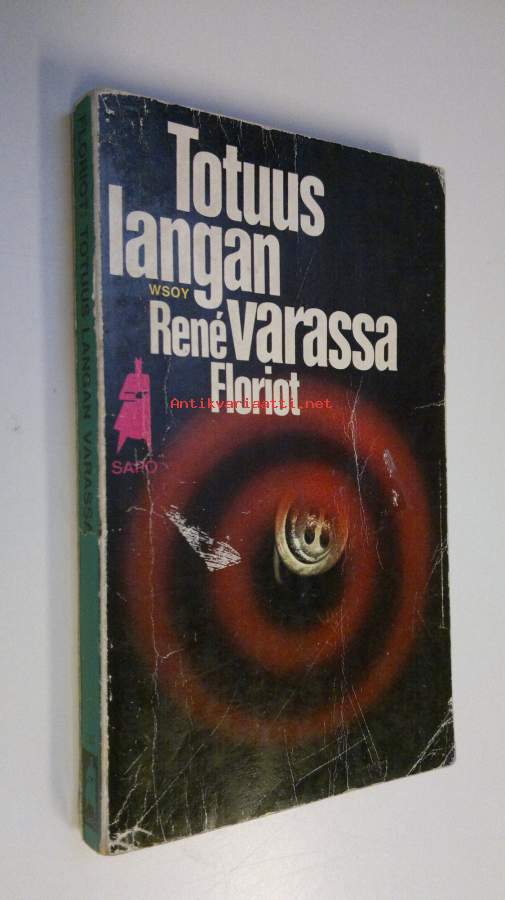 Totuus
langan
WSOY
varassa
René
Floriot
Antikvariaatti.net
SAPO
FLORIOT: TOTUUS LANGAN VARASSA